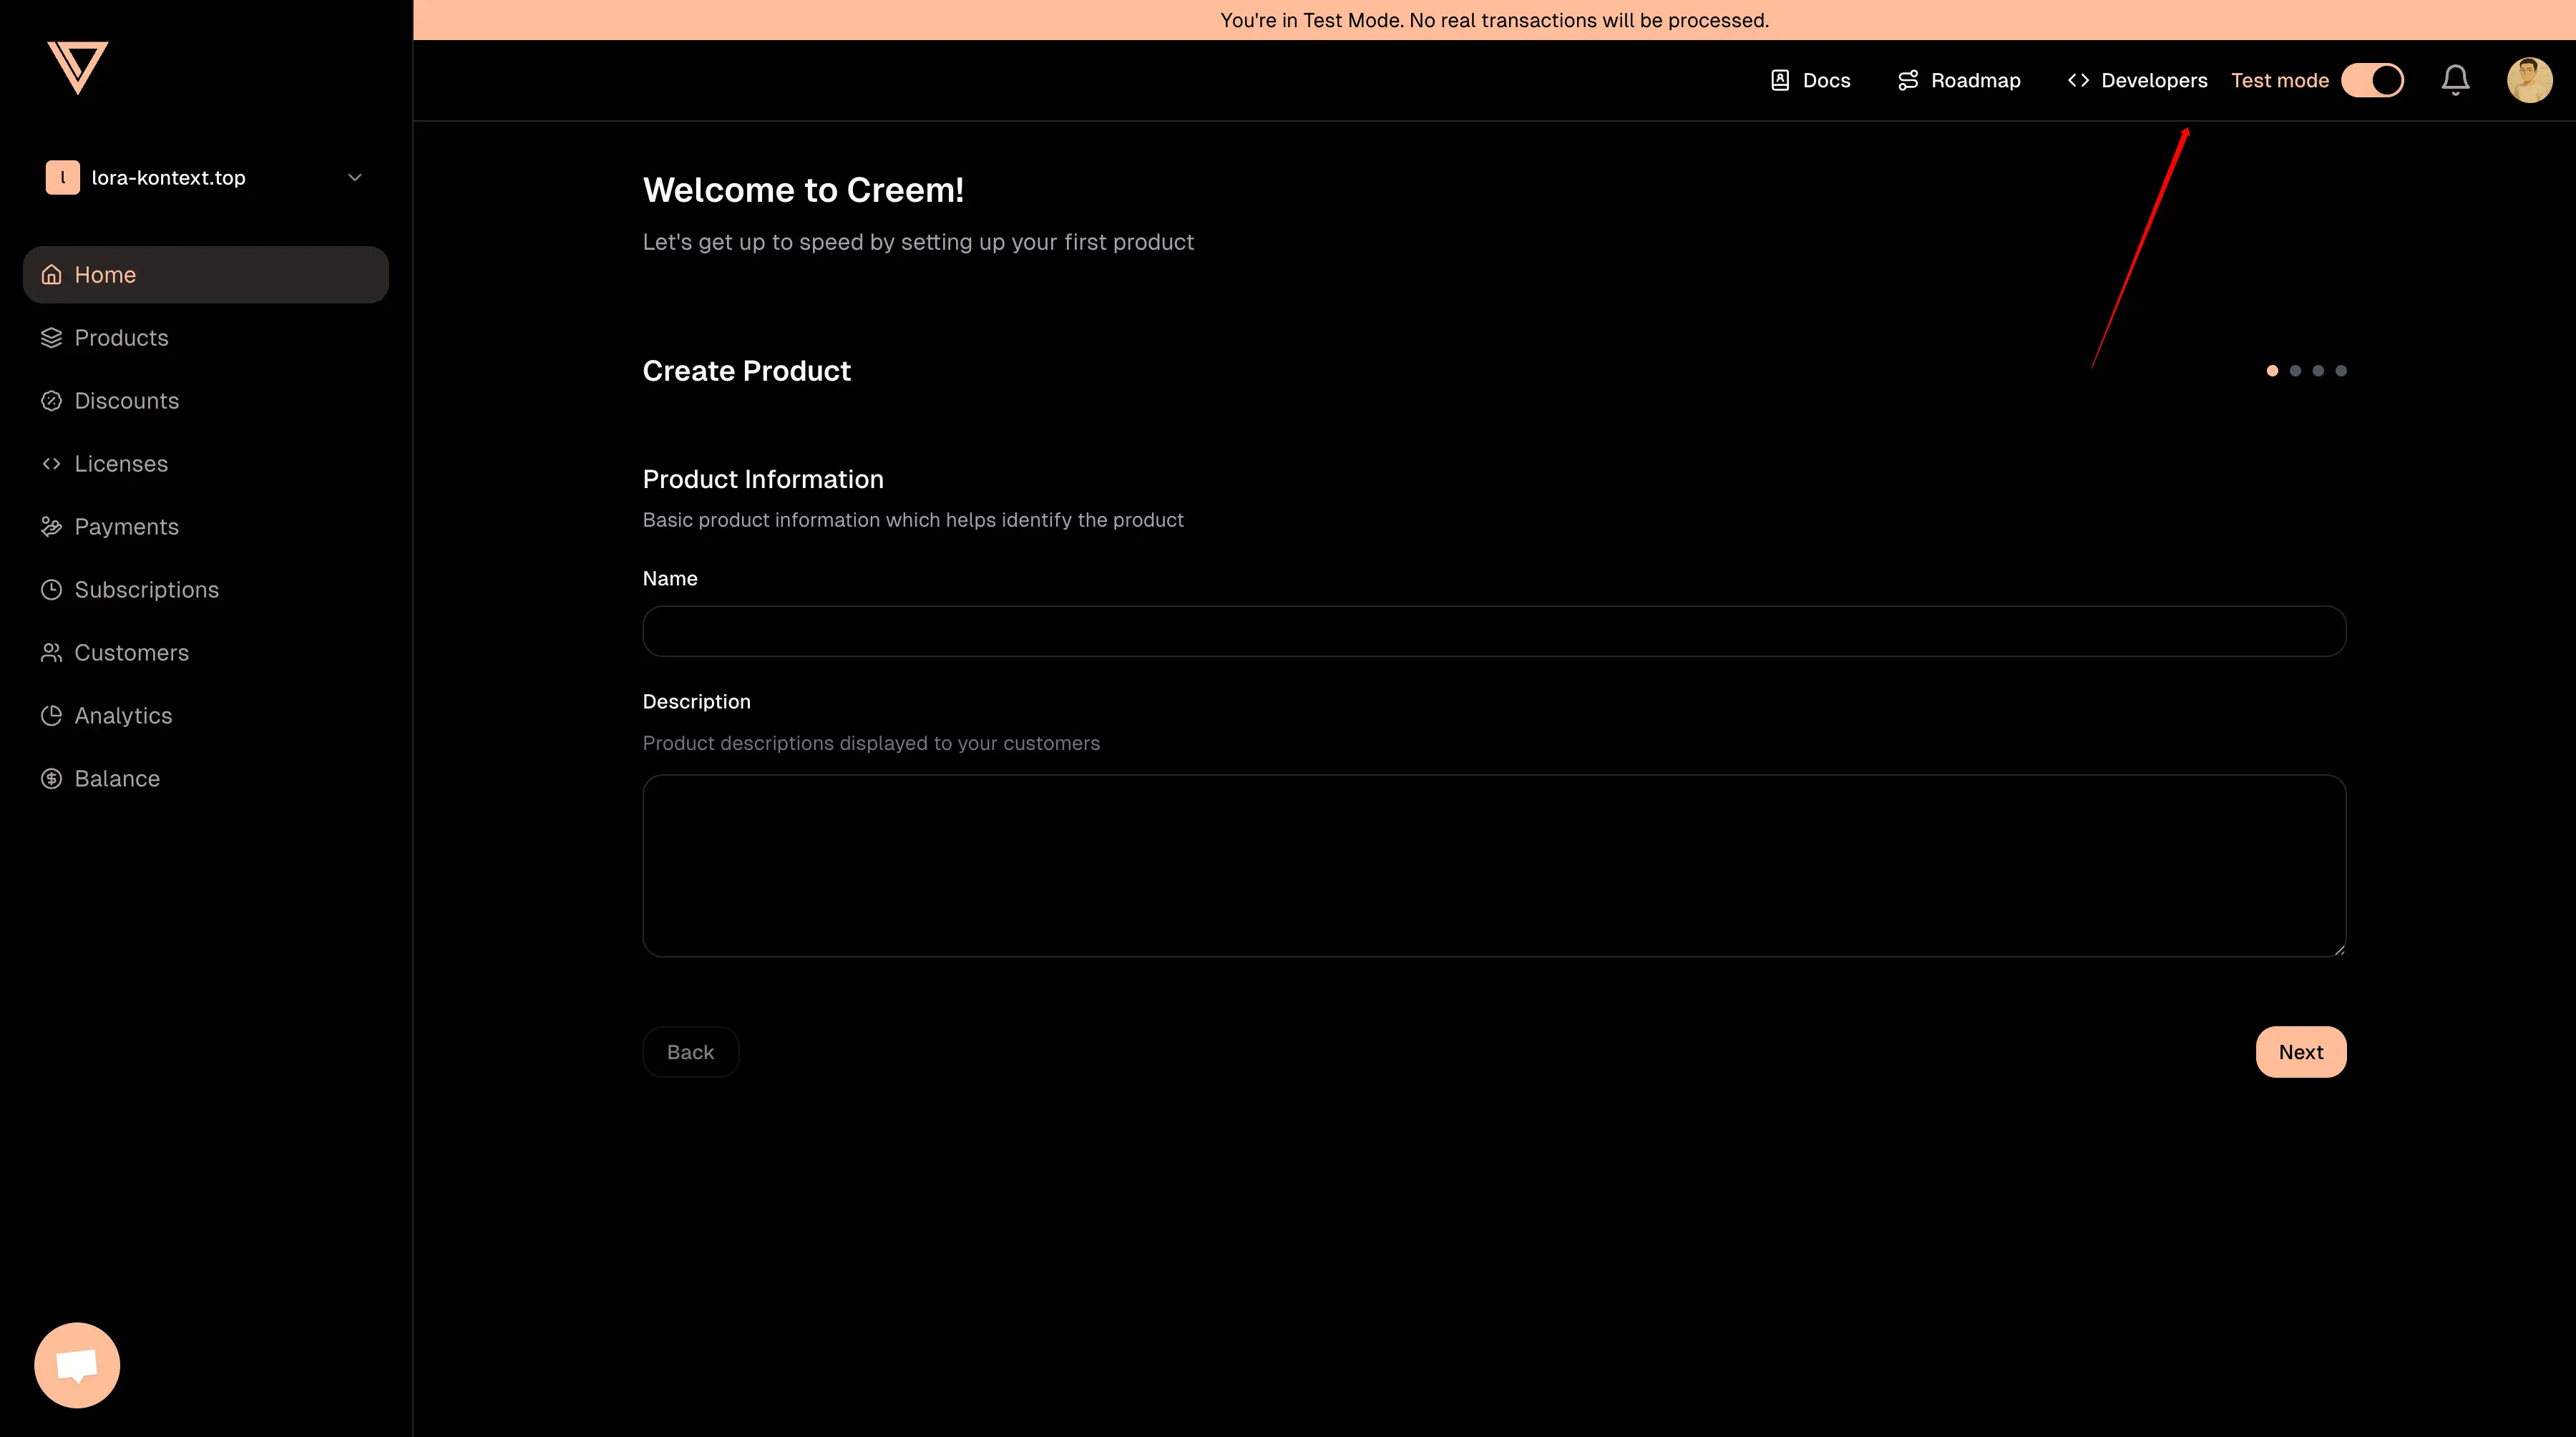 You're in Test Mode. No real transactions will be processed.
Docs
Roadmap
Developers
Test mode
l
lora-kontext.top
Home
Products
Discounts
Licenses
Payments
Subscriptions
Customers
Analytics
Balance
Welcome to Creem!
Let's get up to speed by setting up your first product
Create Product
Product Information
Basic product information which helps identify the product
Name
Description
Product descriptions displayed to your customers
Back
Next